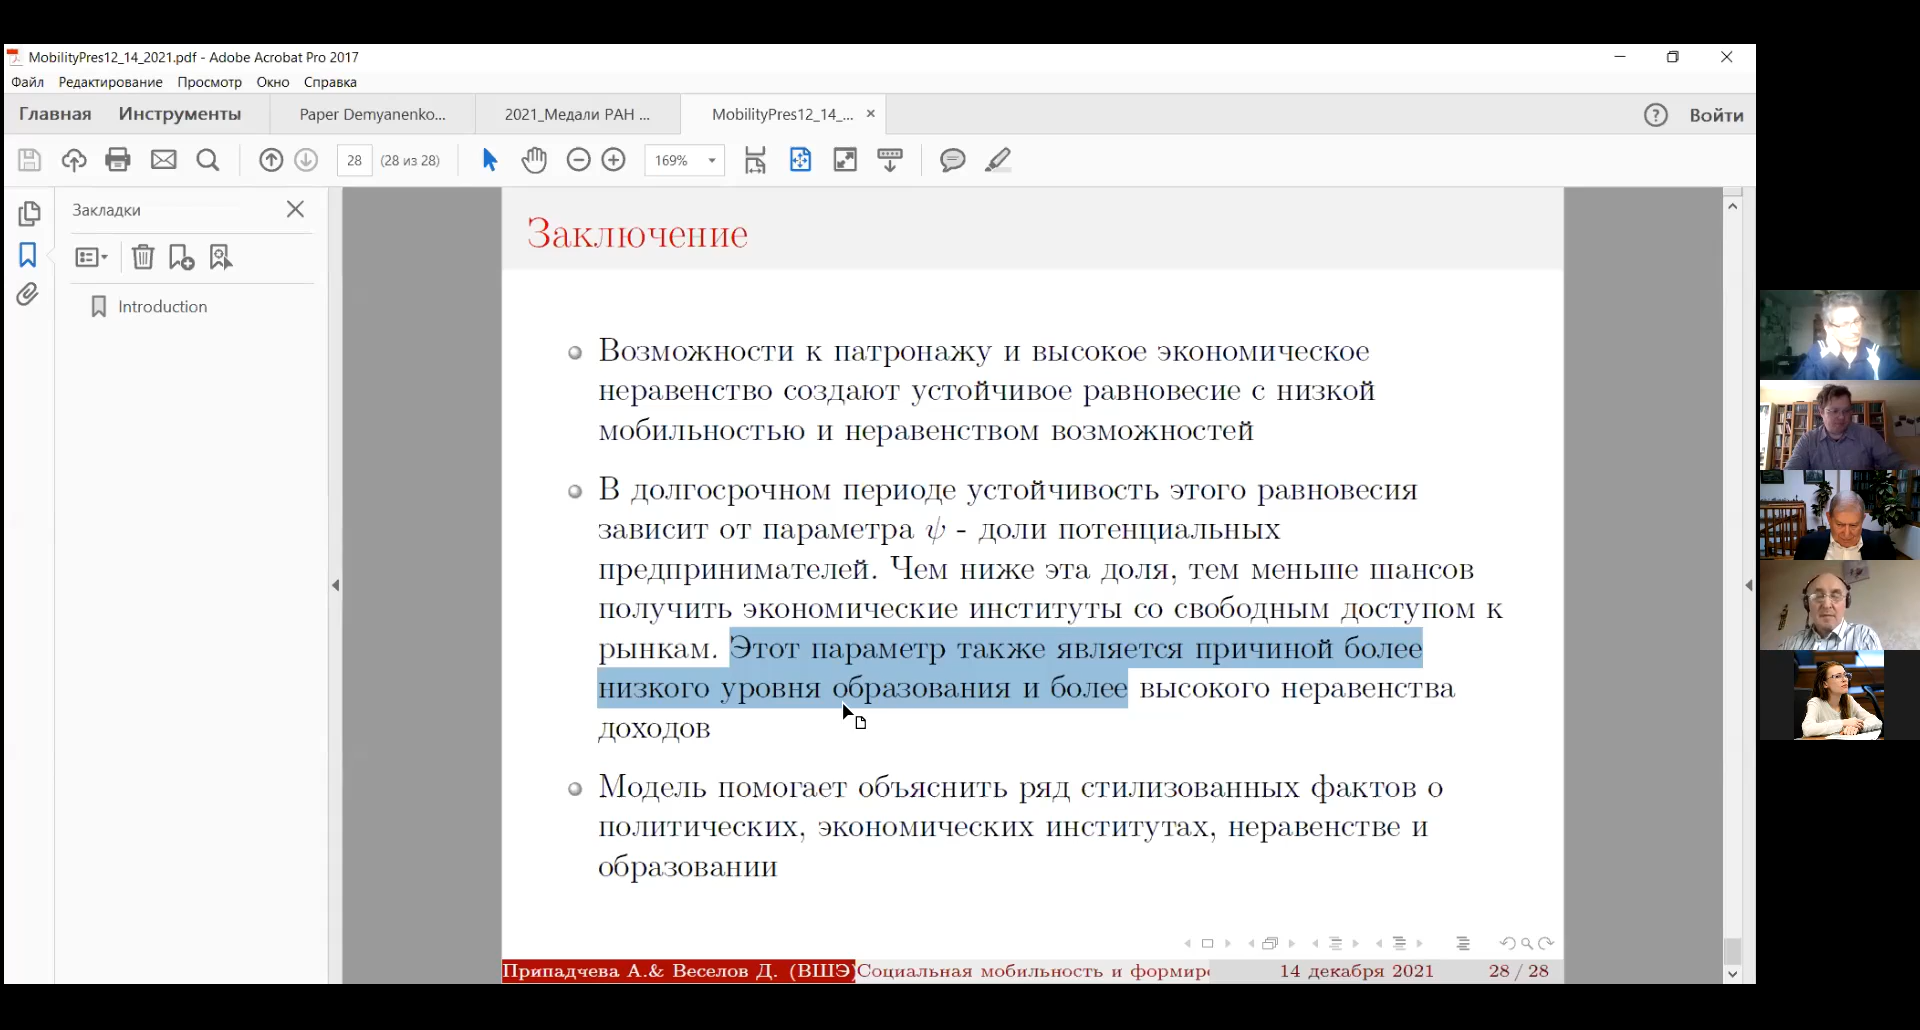 MobilityPres12_14_2021.pdf - Adobe Acrobat Pro 2017
Файл Редактирование Просмотр Окно Справка
Главная Инструменты Paper Demyanenko... 2021_Медали РАН ... MobilityPres12_14_... × ? Войти
28 (28 из 28) 169%
Закладки
Introduction
Заключение
Возможности к патронажу и высокое экономическое
неравенство создают устойчивое равновесие с низкой
мобильностью и неравенством возможностей
В долгосрочном периоде устойчивость этого равновесия
зависит от параметра ψ - доли потенциальных
предпринимателей. Чем ниже эта доля, тем меньше шансов
получить экономические институты со свободным доступом к
рынкам. Этот параметр также является причиной более
низкого уровня образования и более высокого неравенства
доходов
Модель помогает объяснить ряд стилизованных фактов о
политических, экономических институтах, неравенстве и
образовании
Припадчева А.& Веселов Д. (ВШЭ) Социальная мобильность и формиро 14 декабря 2021 28 / 28